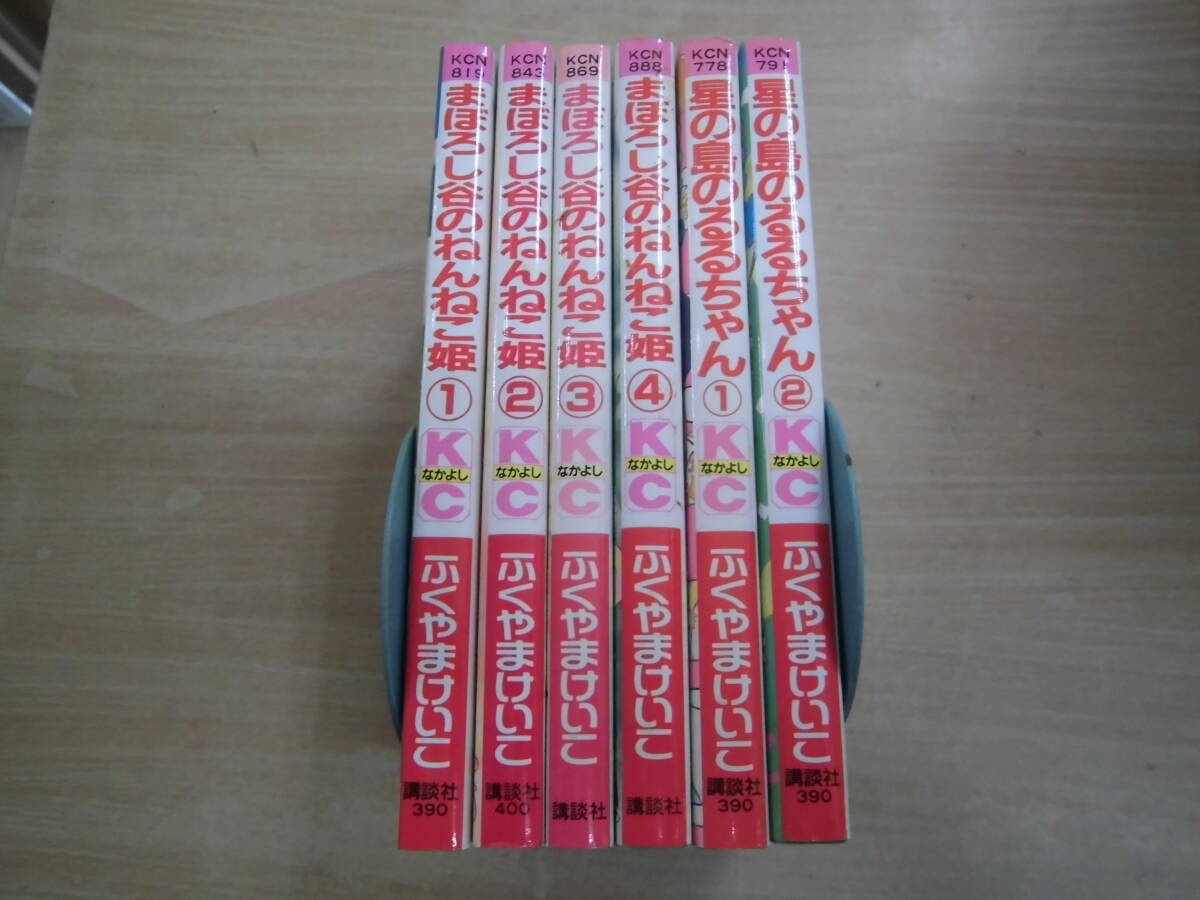 KCN
819
まぼろし谷のねんねこ姫
1
K
なかよし
C
ふくやまけいこ
講談社
390
KCN
843
まぼろし谷のねんねこ姫
2
K
なかよし
C
ふくやまけいこ
講談社
400
KCN
869
まぼろし谷のねんねこ姫
3
K
なかよし
C
ふくやまけいこ
講談社
KCN
888
まぼろし谷のねんねこ姫
4
K
なかよし
C
ふくやまけいこ
講談社
KCN
778
星の島のるるちゃん
1
K
なかよし
C
ふくやまけいこ
講談社
390
KCN
791
星の島のるるちゃん
2
K
なかよし
C
ふくやまけいこ
講談社
390